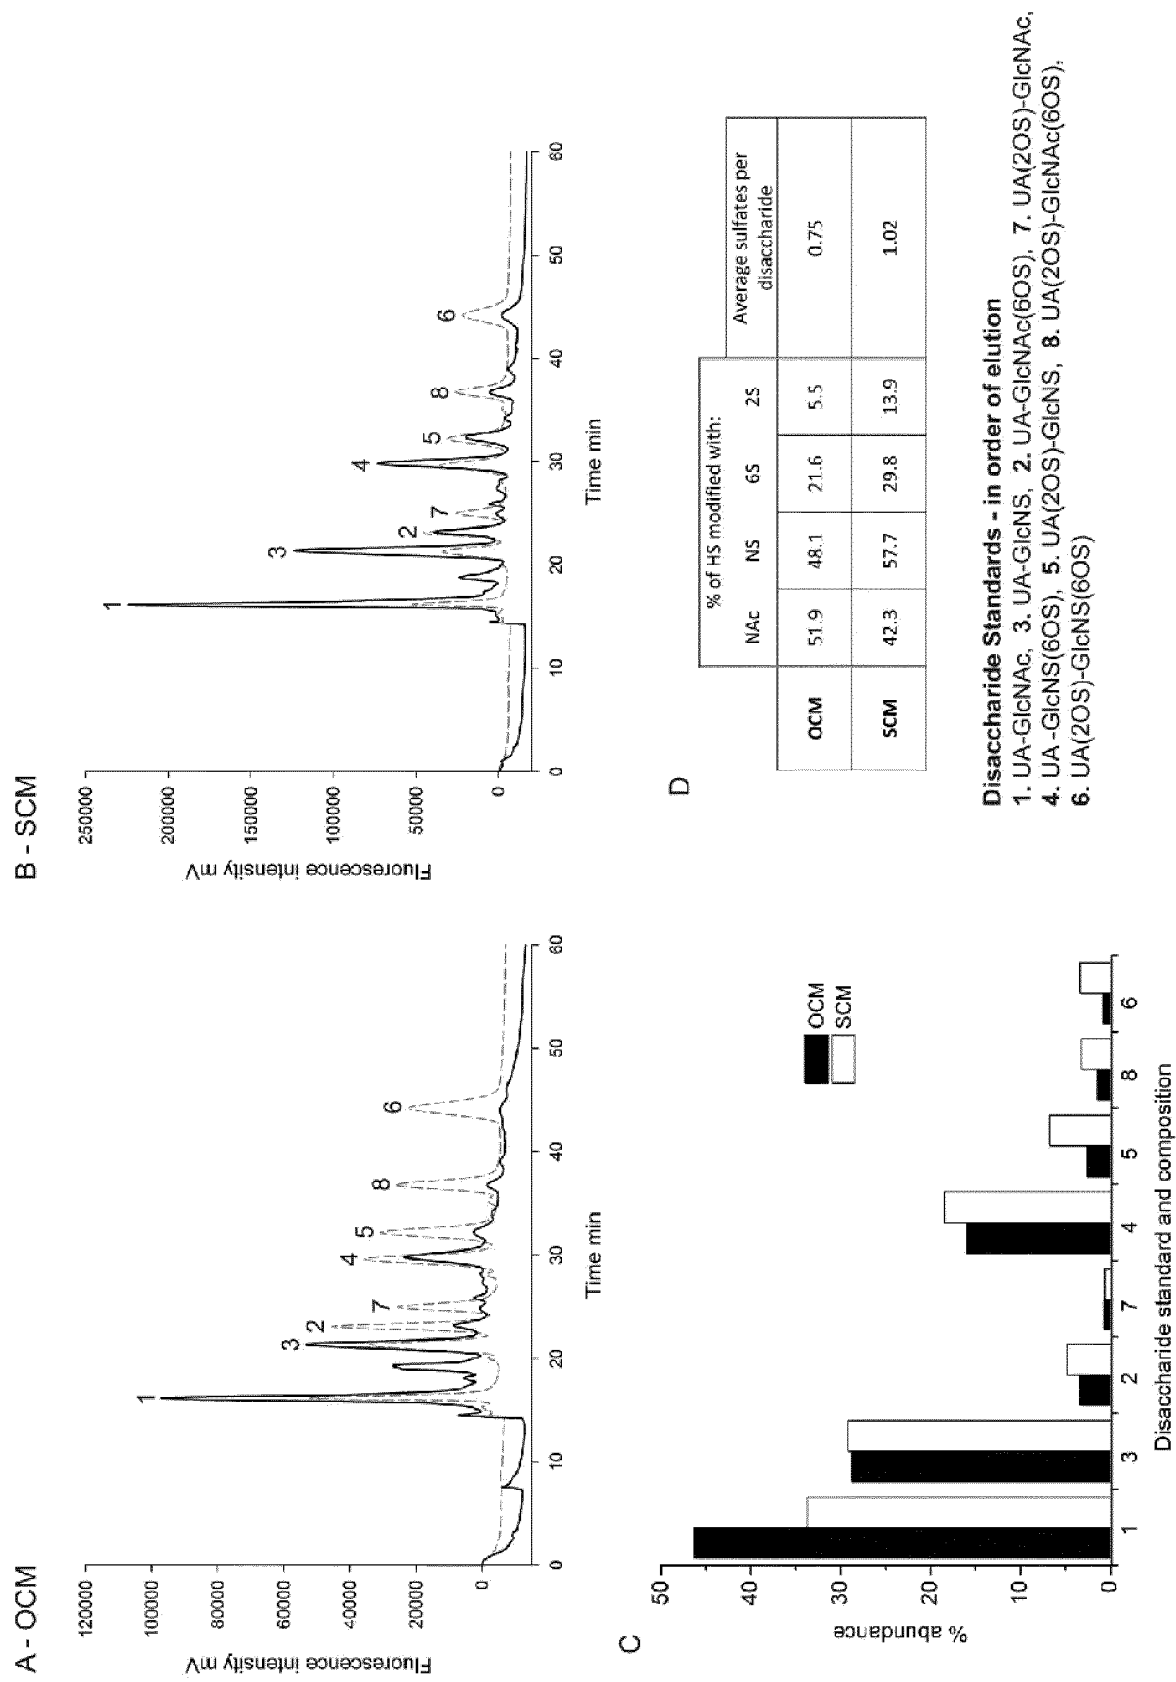 A - OCM
120000
100000
80000
60000
40000
20000
0
Fluorescence intensity mV
0 10 20 30 40 50 60
Time min
1 3 2 7 4 5 8 6
B - SCM
250000
200000
150000
100000
50000
0
Fluorescence intensity mV
0 10 20 30 40 50 60
Time min
1 3 2 7 4 5 8 6
C
50
40
30
20
10
0
% abundance
OCM
SCM
1 3 2 7 4 5 8 6
Disaccharide standard and composition
D
% of HS modified with:
Average sulfates per
disaccharide
NAc NS 6S 2S
OCM 51.9 48.1 21.6 5.5 0.75
SCM 42.3 57.7 29.8 13.9 1.02
Disaccharide Standards - in order of elution
1. UA-GlcNAc, 3. UA-GlcNS, 2. UA-GlcNAc(6OS), 7. UA(2OS)-GlcNAc,
4. UA -GlcNS(6OS), 5. UA(2OS)-GlcNS, 8. UA(2OS)-GlcNAc(6OS),
6. UA(2OS)-GlcNS(6OS)